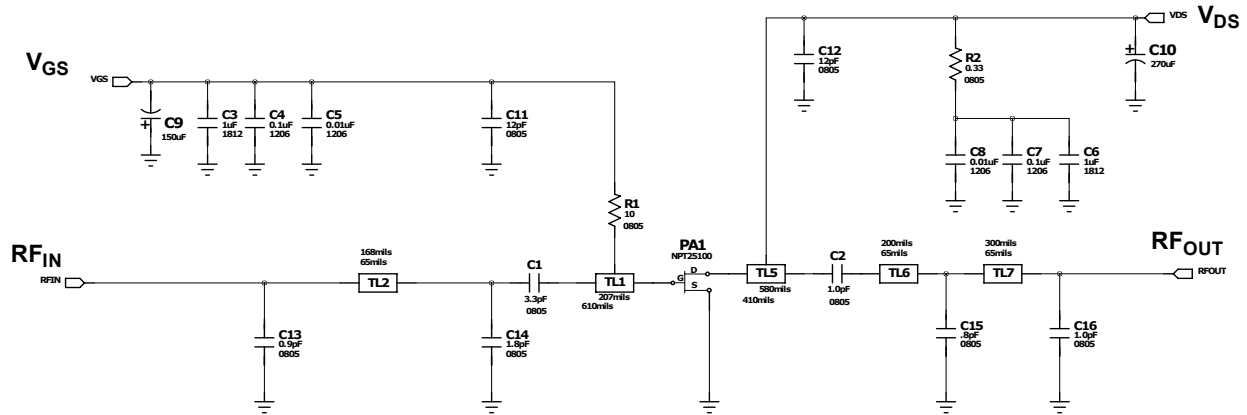 VDS
VDS
C12
12pF
0805
R2
0.33
0805
+
C10
270uF
VGS
VGS
+
C9
150uF
C3
1uF
1812
C4
0.1uF
1206
C5
0.01uF
1206
C11
12pF
0805
C8
0.01uF
1206
C7
0.1uF
1206
C6
1uF
1812
R1
10
0805
RFIN
RFIN
168mils
65mils
TL2
C1
3.3pF
0805
TL1
207mils
610mils
PA1
NPT25100
G
D
S
TL5
580mils
410mils
C2
1.0pF
0805
200mils
65mils
TL6
300mils
65mils
TL7
RFOUT
RFOUT
C13
0.9pF
0805
C14
1.8pF
0805
C15
.8pF
0805
C16
1.0pF
0805